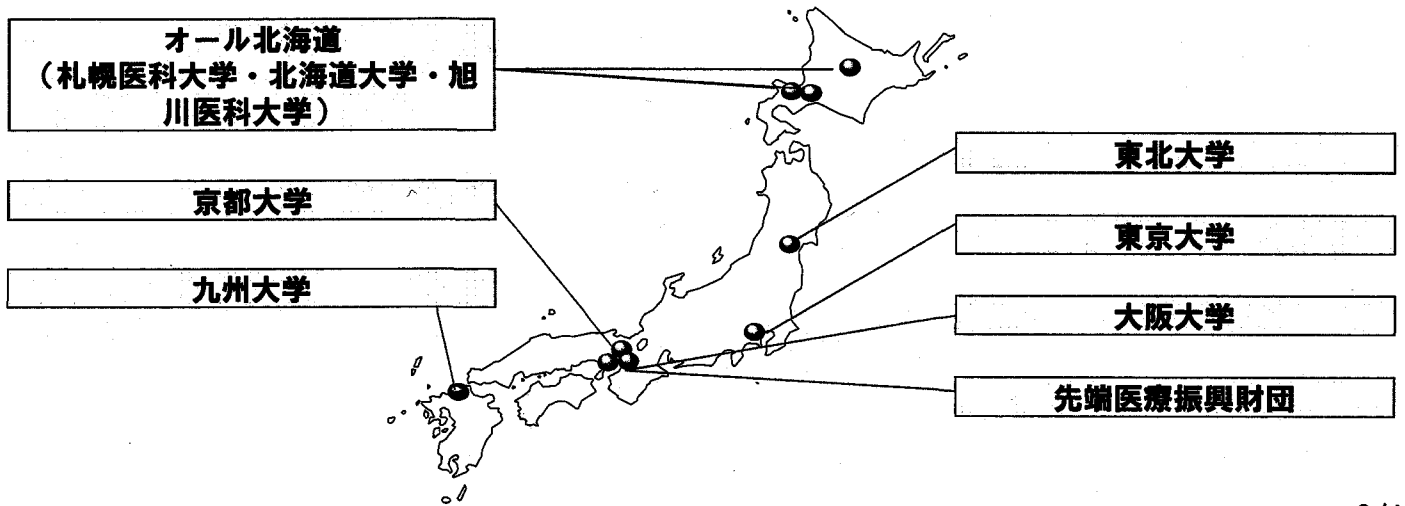 オール北海道
（札幌医科大学・北海道大学・旭
川医科大学）
京都大学
九州大学
東北大学
東京大学
大阪大学
先端医療振興財団